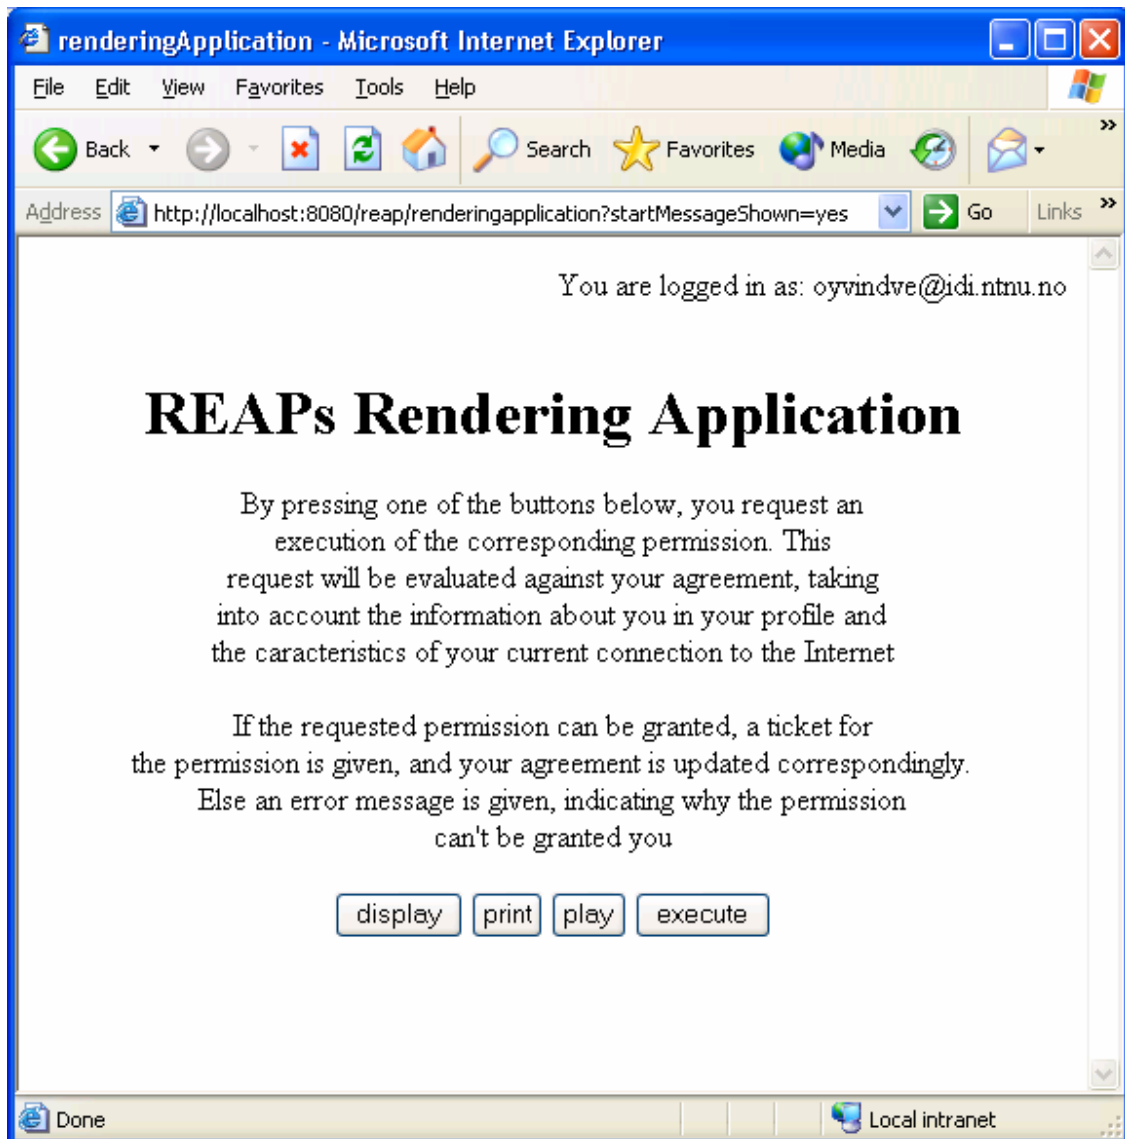 renderingApplication - Microsoft Internet Explorer
File Edit View Favorites Tools Help
Back Search Favorites Media »
Address http://localhost:8080/reap/renderingapplication?startMessageShown=yes Go Links »
You are logged in as: oyvindve@idi.ntnu.no
REAPs Rendering Application
By pressing one of the buttons below, you request an
execution of the corresponding permission. This
request will be evaluated against your agreement, taking
into account the information about you in your profile and
the caracteristics of your current connection to the Internet
If the requested permission can be granted, a ticket for
the permission is given, and your agreement is updated correspondingly.
Else an error message is given, indicating why the permission
can't be granted you
display print play execute
Done Local intranet